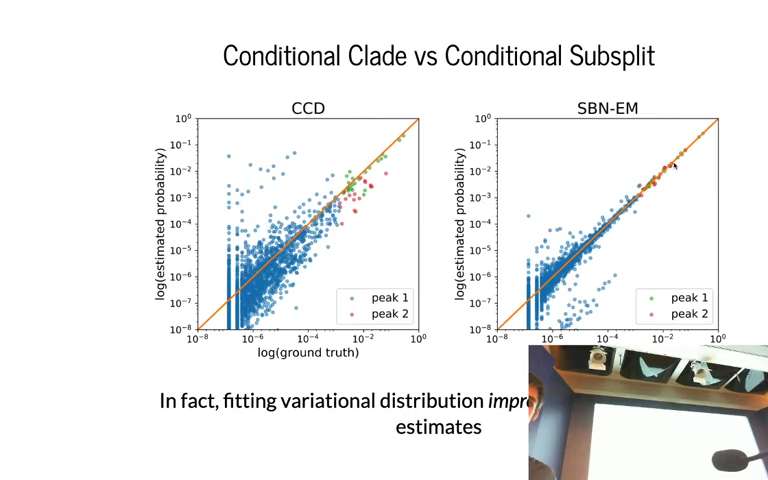 Conditional Clade vs Conditional Subsplit
CCD
SBN-EM
log(estimated probability)
10⁰
10⁻¹
10⁻²
10⁻³
10⁻⁴
10⁻⁵
10⁻⁶
10⁻⁷
10⁻⁸
peak 1
peak 2
10⁻⁸
10⁻⁶
10⁻⁴
10⁻²
10⁰
log(ground truth)
log(estimated probability)
10⁰
10⁻¹
10⁻²
10⁻³
10⁻⁴
10⁻⁵
10⁻⁶
10⁻⁷
10⁻⁸
peak 1
peak 2
10⁻⁸
10⁻⁶
10⁻⁴
10⁻²
10⁰
In fact, fitting variational distribution
estimates